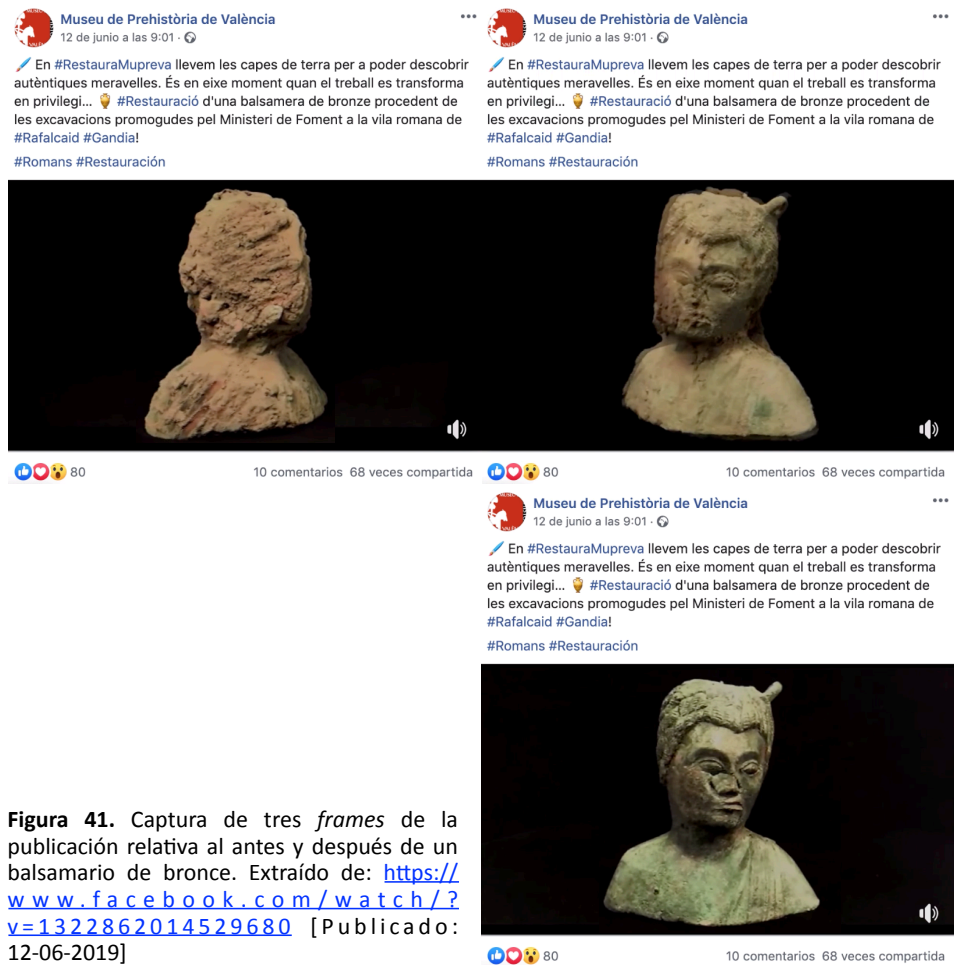 Museu de Prehistòria de València
12 de junio a las 9:01 ·
En #RestauraMupreva llevem les capes de terra per a poder descobrir
autèntiques meravelles. És en eixe moment quan el treball es transforma
en privilegi... #Restauració d'una balsamera de bronze procedent de
les excavacions promogudes pel Ministeri de Foment a la vila romana de
#Rafalcaid #Gandia!
#Romans #Restauración
80
10 comentarios 68 veces compartida
Museu de Prehistòria de València
12 de junio a las 9:01 ·
En #RestauraMupreva llevem les capes de terra per a poder descobrir
autèntiques meravelles. És en eixe moment quan el treball es transforma
en privilegi... #Restauració d'una balsamera de bronze procedent de
les excavacions promogudes pel Ministeri de Foment a la vila romana de
#Rafalcaid #Gandia!
#Romans #Restauración
80
10 comentarios 68 veces compartida
Museu de Prehistòria de València
12 de junio a las 9:01 ·
En #RestauraMupreva llevem les capes de terra per a poder descobrir
autèntiques meravelles. És en eixe moment quan el treball es transforma
en privilegi... #Restauració d'una balsamera de bronze procedent de
les excavacions promogudes pel Ministeri de Foment a la vila romana de
#Rafalcaid #Gandia!
#Romans #Restauración
80
10 comentarios 68 veces compartida
Figura 41. Captura de tres frames de la
publicación relativa al antes y después de un
balsamario de bronce. Extraído de: https://
www.facebook.com/watch/?
v=1322862014529680 [Publicado:
12-06-2019]